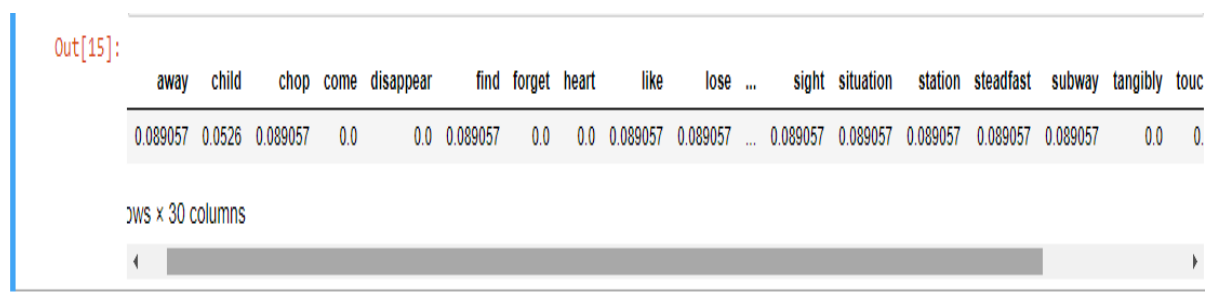 Out[15]:
away child chop come disappear find forget heart like lose ... sight situation station steadfast subway tangibly touc
0.089057 0.0526 0.089057 0.0 0.0 0.089057 0.0 0.0 0.089057 0.089057 ... 0.089057 0.089057 0.089057 0.089057 0.089057 0.0 0.
ows × 30 columns